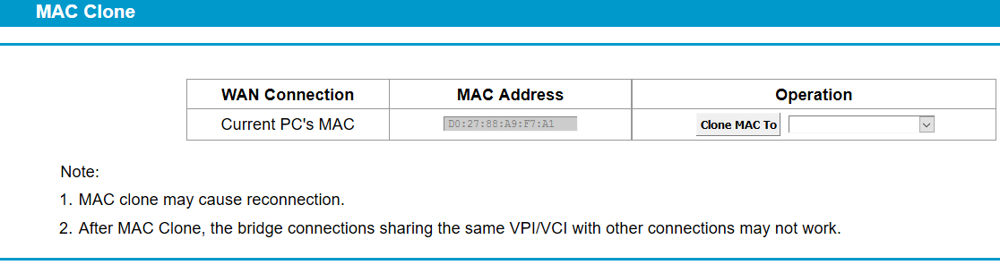 MAC Clone
WAN Connection MAC Address Operation
Current PC's MAC D0:27:88:A9:F7:A1 Clone MAC To
Note:
1. MAC clone may cause reconnection.
2. After MAC Clone, the bridge connections sharing the same VPI/VCI with other connections may not work.